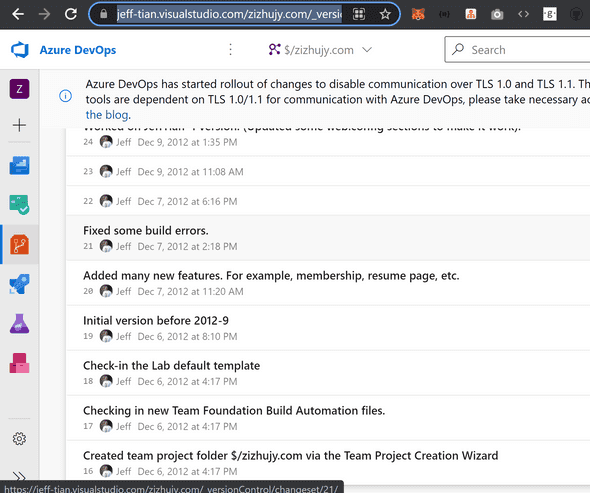 jeff-tian.visualstudio.com/zizhujy.com/_versi
Azure DevOps
$/zizhujy.com
Search
Z
Azure DevOps has started rollout of changes to disable communication over TLS 1.0 and TLS 1.1. Th
tools are dependent on TLS 1.0/1.1 for communication with Azure DevOps, please take necessary ac
the blog.
24 Jeff Dec 9, 2012 at 1:35 PM
23 Jeff Dec 9, 2012 at 11:08 AM
22 Jeff Dec 7, 2012 at 6:16 PM
Fixed some build errors.
21 Jeff Dec 7, 2012 at 2:18 PM
Added many new features. For example, membership, resume page, etc.
20 Jeff Dec 7, 2012 at 11:20 AM
Initial version before 2012-9
19 Jeff Dec 6, 2012 at 8:10 PM
Check-in the Lab default template
18 Jeff Dec 6, 2012 at 4:17 PM
Checking in new Team Foundation Build Automation files.
17 Jeff Dec 6, 2012 at 4:17 PM
Created team project folder $/zizhujy.com via the Team Project Creation Wizard
16 Jeff Dec 6, 2012 at 4:17 PM
https://jeff-tian.visualstudio.com/zizhujy.com/_versionControl/changeset/21/